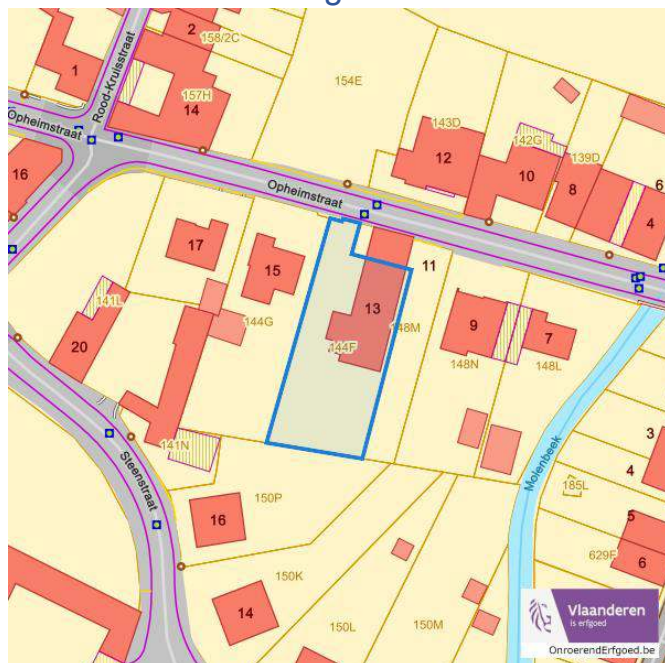 2
158/2C
1
Rood-Kruisstraat
154E
157H
14
Opheimstraat
143D
12
142G
139D
10
8
6
4
16
Opheimstraat
17
15
11
13
141L
144G
148M
9
7
20
144F
148N
148L
141N
Steenstraat
Molenbeek
3
4
185L
150P
16
5
629F
6
150K
14
150L
150M
Vlaanderen
is erfgoed
OnroerendErfgoed.be